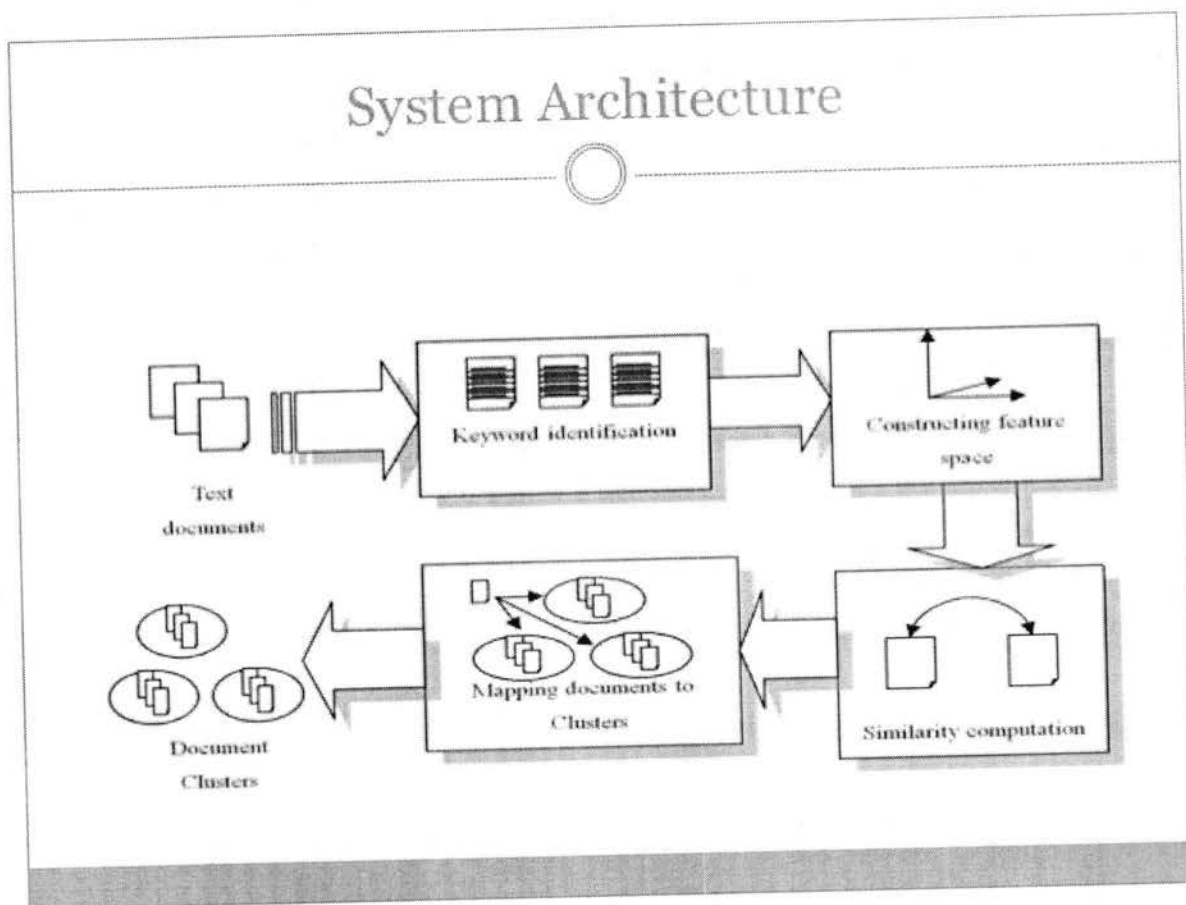 System Architecture
Text
documents
Keyword identification
Constructing feature
space
Similarity computation
Mapping documents to
Clusters
Document
Clusters